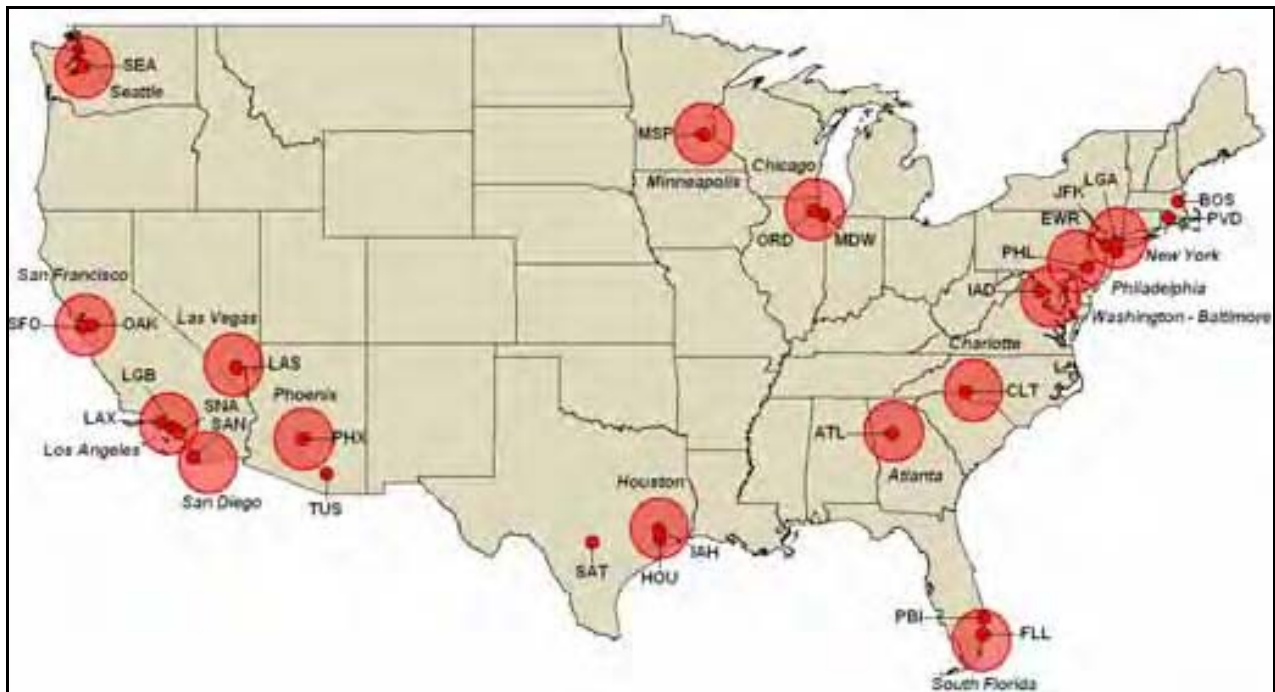 SEA
Seattle
MSP
Minneapolis
Chicago
ORD
MDW
LGA
JFK
EWR
BOS
PVD
PHL
New York
IAD
Philadelphia
Washington - Baltimore
San Francisco
SFO
OAK
Las Vegas
LAS
Charlotte
CLT
LGB
SNA
LAX
SAN
Los Angeles
San Diego
Phoenis
PHX
TUS
ATL
Atlanta
Houston
IAH
SAT
HOU
PBI
FLL
South Florida